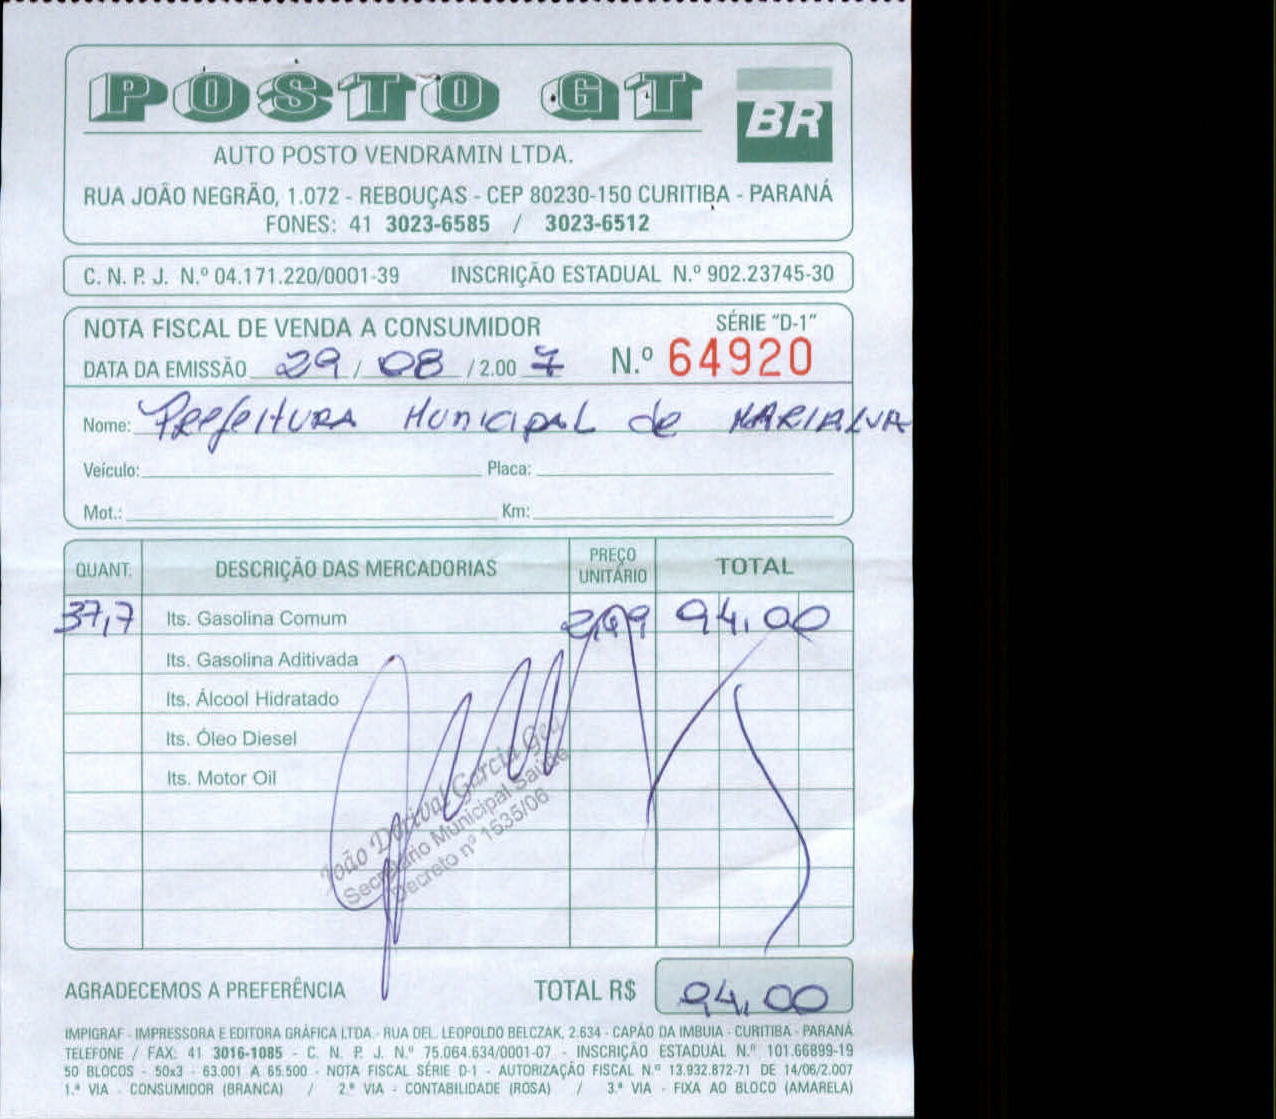 POSTO GT
BR
AUTO POSTO VENDRAMIN LTDA.
RUA JOÃO NEGRÃO, 1.072 - REBOUÇAS - CEP 80230-150 CURITIBA - PARANÁ
FONES: 41 3023-6585 / 3023-6512
C. N. P. J. N.º 04.171.220/0001-39 INSCRIÇÃO ESTADUAL N.º 902.23745-30
NOTA FISCAL DE VENDA A CONSUMIDOR SÉRIE "D-1"
DATA DA EMISSÃO 29 / 08 / 2.00 7 N.º 64920
Nome: Prefeitura Municipal de MARIALVA
Veículo: Placa:
Mot.: Km:
QUANT. DESCRIÇÃO DAS MERCADORIAS PREÇO UNITÁRIO TOTAL
37,7 lts. Gasolina Comum 94,00
lts. Gasolina Aditivada
lts. Álcool Hidratado
lts. Óleo Diesel
lts. Motor Oil
João Dorival Garcia
Secretário Municipal Saúde
Decreto nº 1535/06
AGRADECEMOS A PREFERÊNCIA TOTAL R$ 94,00
IMPIGRAF - IMPRESSORA E EDITORA GRÁFICA LTDA - RUA DEL. LEOPOLDO BELCZAK, 2.634 - CAPÃO DA IMBUIA - CURITIBA - PARANÁ
TELEFONE / FAX: 41 3016-1085 - C. N. P. J. N.º 75.064.634/0001-07 - INSCRIÇÃO ESTADUAL N.º 101.66899-19
50 BLOCOS - 50x3 - 63.001 A 65.500 - NOTA FISCAL SÉRIE D-1 - AUTORIZAÇÃO FISCAL N.º 13.932.872-71 DE 14/06/2.007
1.ª VIA - CONSUMIDOR (BRANCA) / 2.ª VIA - CONTABILIDADE (ROSA) / 3.ª VIA - FIXA AO BLOCO (AMARELA)